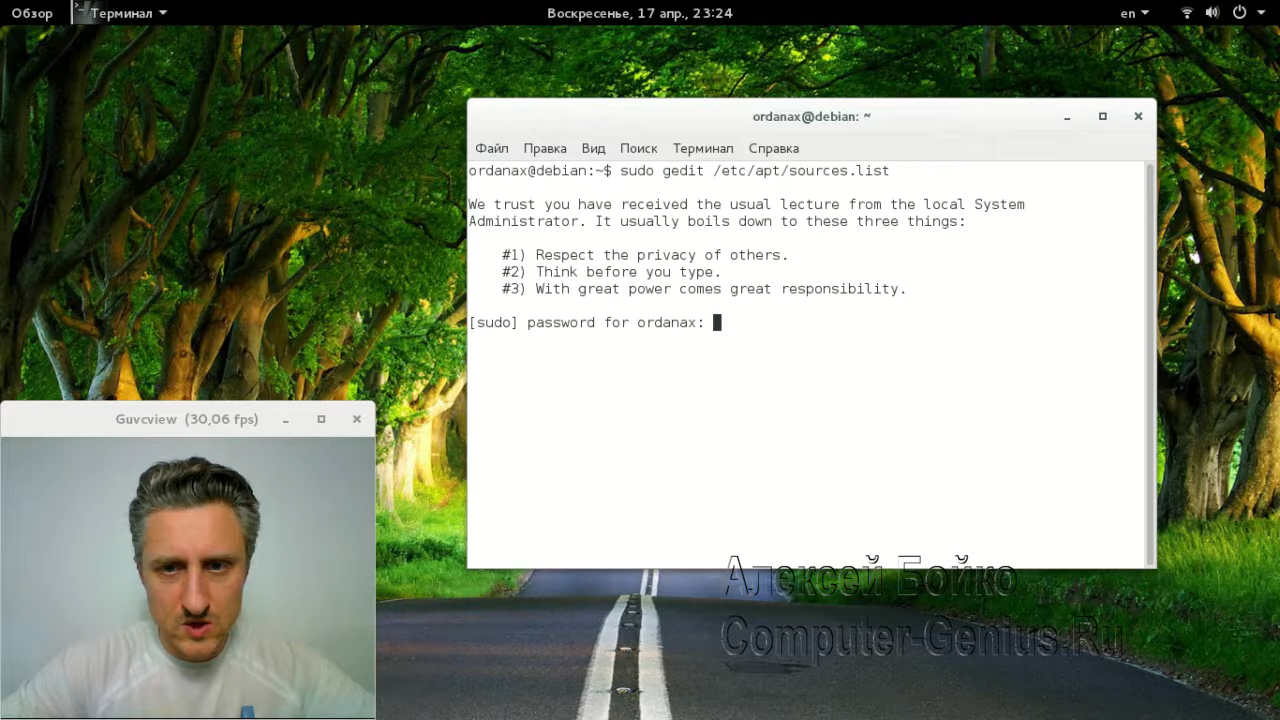 Обзор
Терминал
Воскресенье, 17 апр., 23:24
en
ordanax@debian: ~
Файл Правка Вид Поиск Терминал Справка
ordanax@debian:~$ sudo gedit /etc/apt/sources.list
We trust you have received the usual lecture from the local System
Administrator. It usually boils down to these three things:
#1) Respect the privacy of others.
#2) Think before you type.
#3) With great power comes great responsibility.
[sudo] password for ordanax:
Guvcview (30,06 fps)
Алексей Бойко
Computer-Genius.Ru